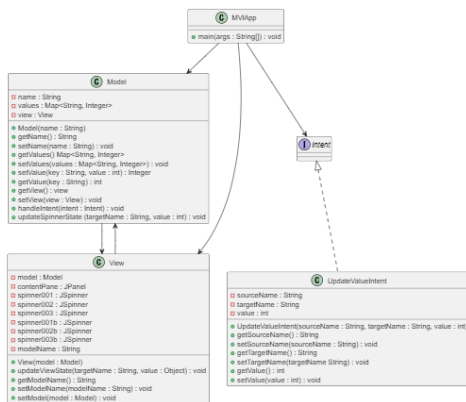 C MVIApp
main(args : String[]) : void
C Model
name : String
values : Map<String, Integer>
view : View
Model(name : String)
getName() : String
setName(name : String) : void
getValues() Map<String, Integer>
setValues(values : Map<String, Integer>) : void
setValue(key : String, value : int) : Integer
getValue(key : String) : int
getView() : view
setView(view : View) : void
handleIntent(intent : Intent) : void
updateSpinnerState (targetName : String, value : int) : void
I Intent
C View
model : Model
contentPane : JPanel
spinner001 : JSpinner
spinner002 : JSpinner
spinner003 : JSpinner
spinner001b : JSpinner
spinner002b : JSpinner
spinner003b : JSpinner
modelName : String
View(model : Model)
updateViewState(targetName : String, value : Object) : void
getModelName() : String
setModelName(modelName : String) : void
setModel(model : Model) : void
C UpdateValueIntent
sourceName : String
targetName : String
value : int
UpdateValueIntent(sourceName : String, targetName : String, value : int)
getSourceName() : String
setSourceName(sourceName : String) : void
getTargetName() : String
setTargetName(targetName String) : void
getValue() : int
setValue(value : int) : void